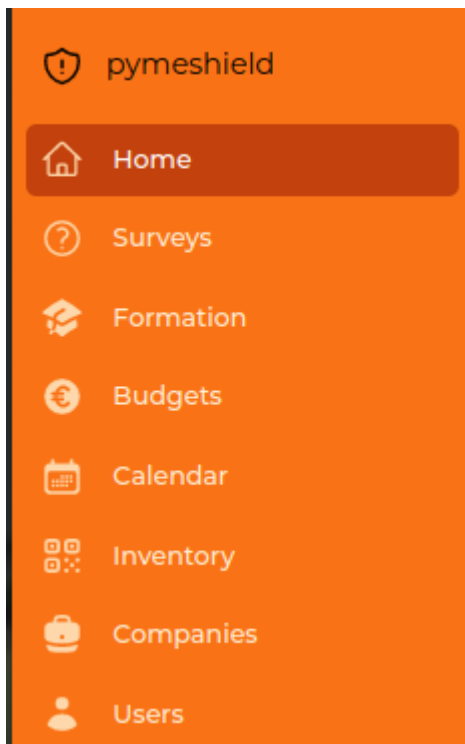 pymeshield
Home
Surveys
Formation
Budgets
Calendar
Inventory
Companies
Users